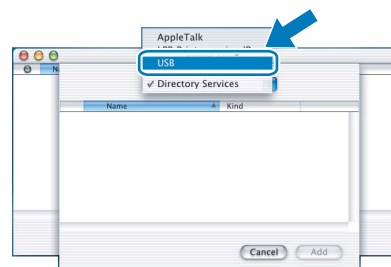 AppleTalk
USB
Directory Services
N
Name Kind
Cancel Add